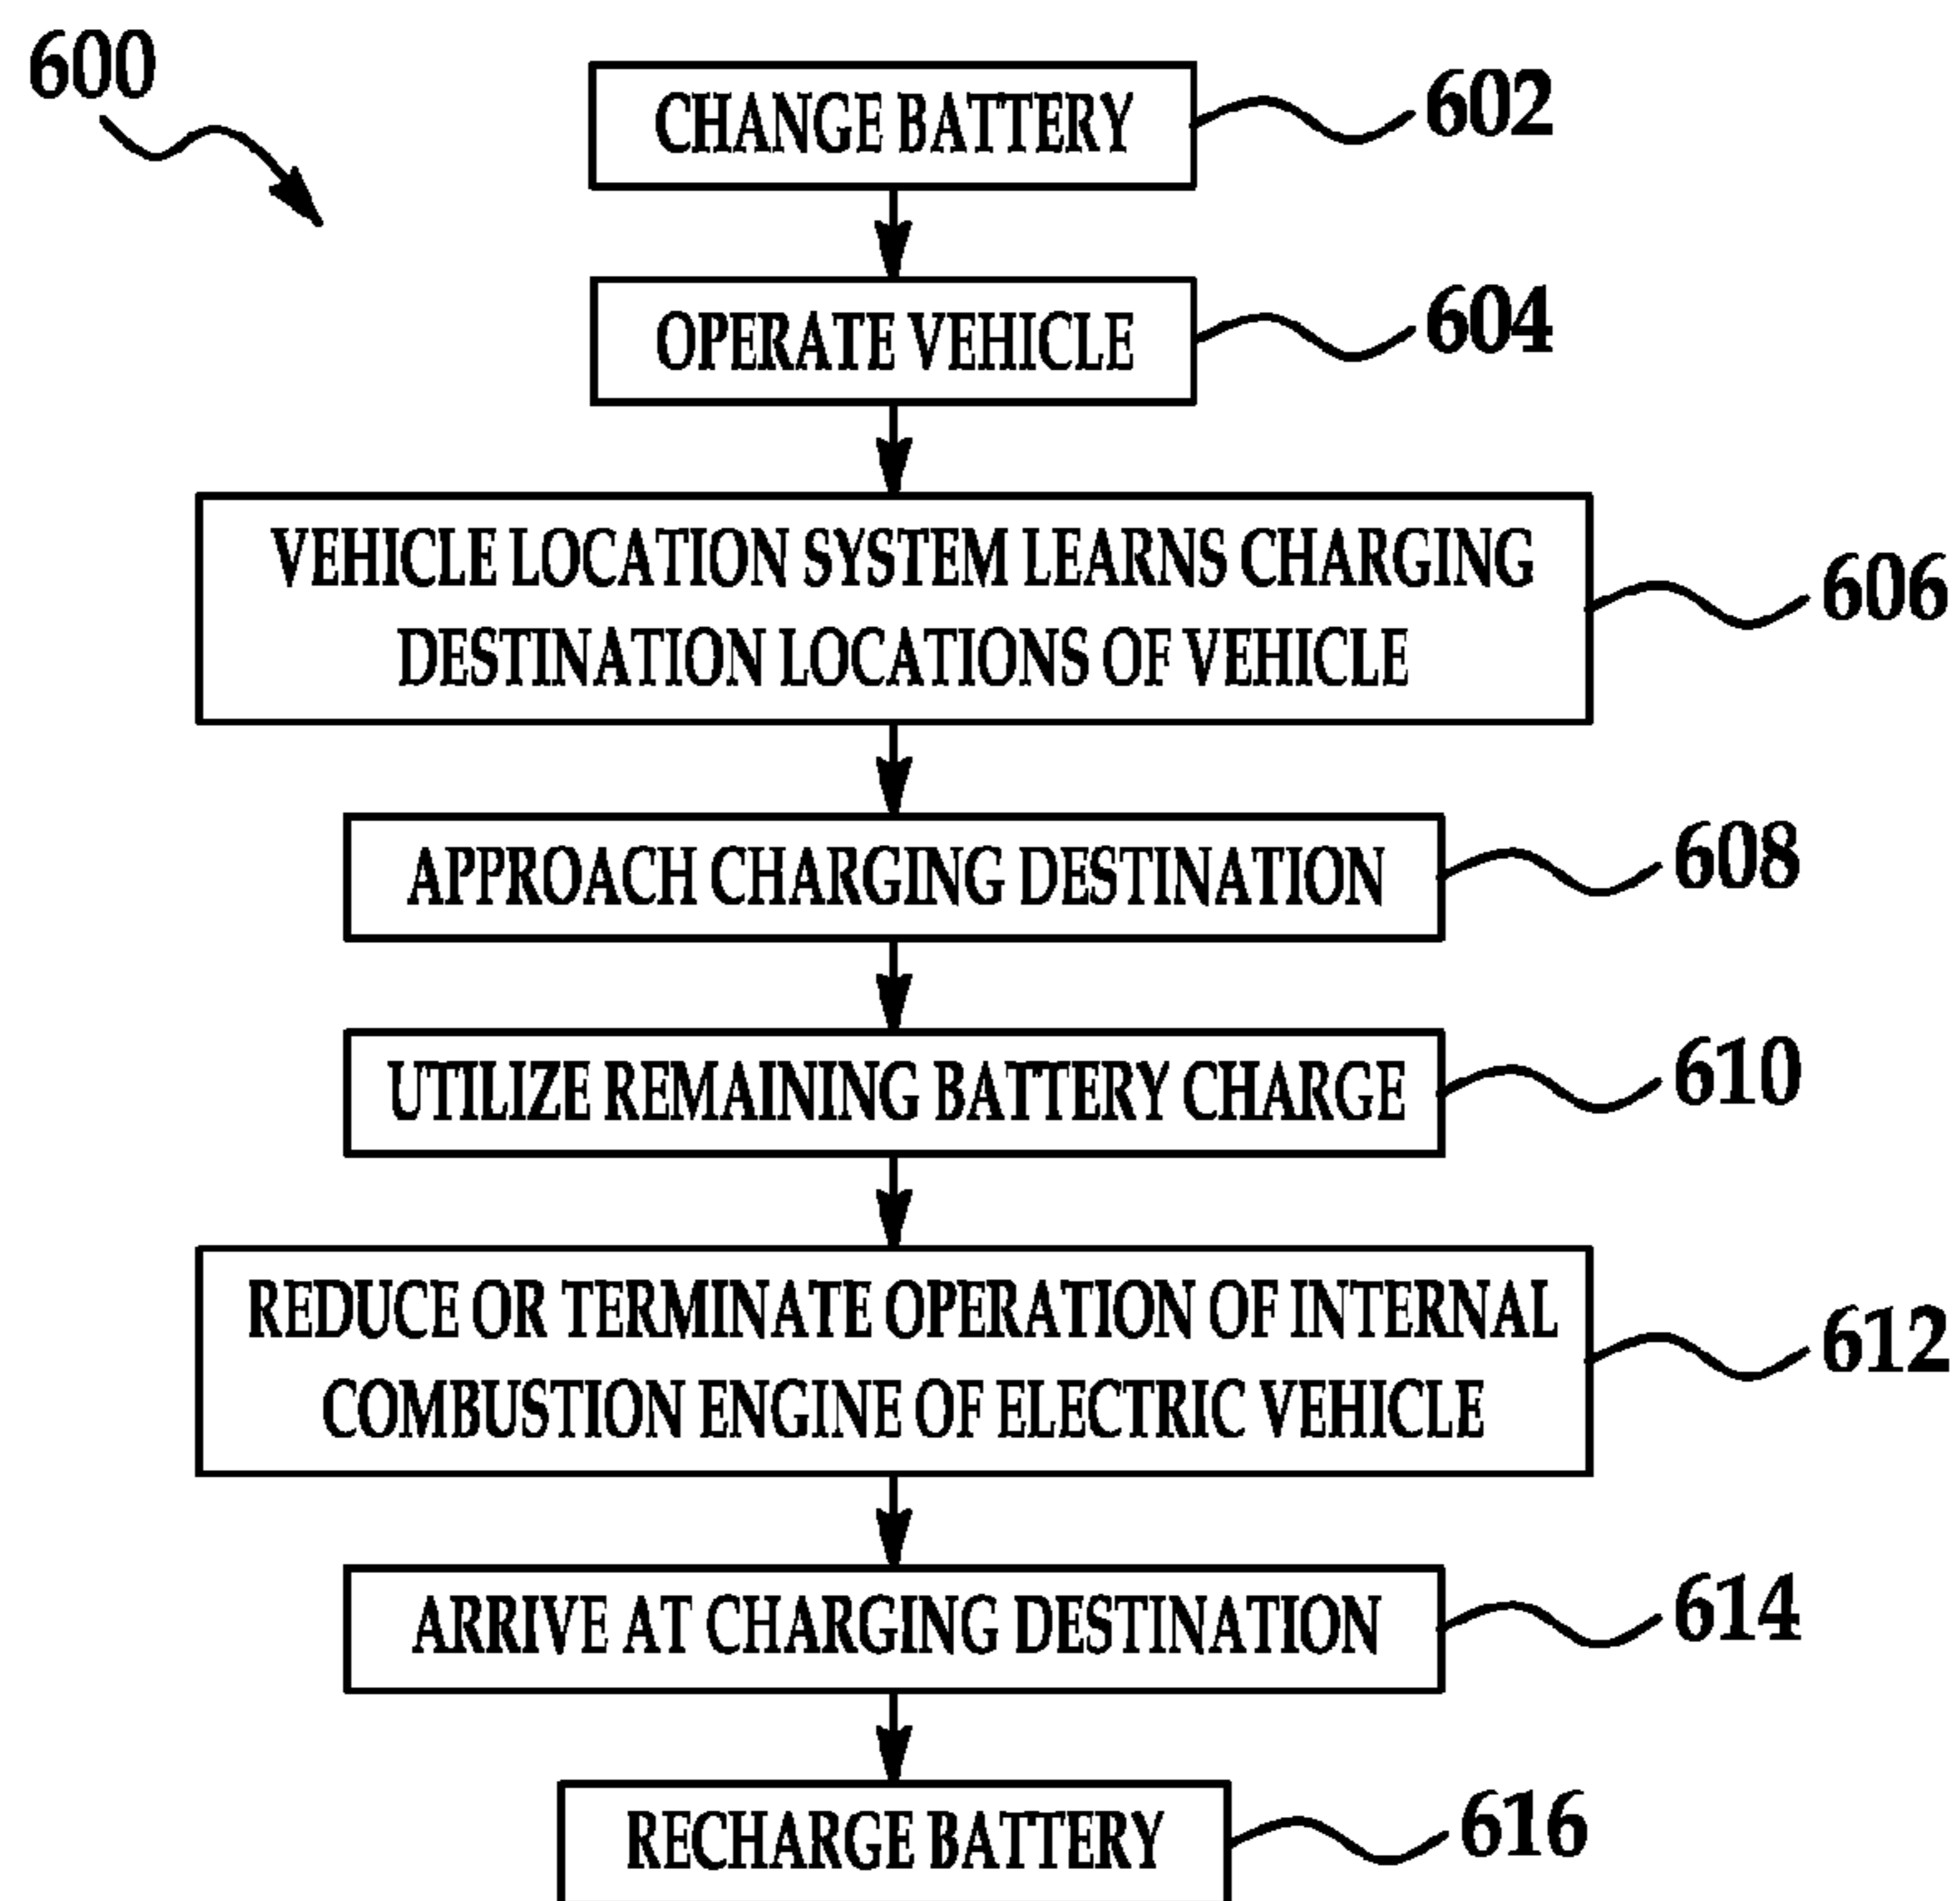 600
CHANGE BATTERY
602
OPERATE VEHICLE
604
VEHICLE LOCATION SYSTEM LEARNS CHARGING
DESTINATION LOCATIONS OF VEHICLE
606
APPROACH CHARGING DESTINATION
608
UTILIZE REMAINING BATTERY CHARGE
610
REDUCE OR TERMINATE OPERATION OF INTERNAL
COMBUSTION ENGINE OF ELECTRIC VEHICLE
612
ARRIVE AT CHARGING DESTINATION
614
RECHARGE BATTERY
616